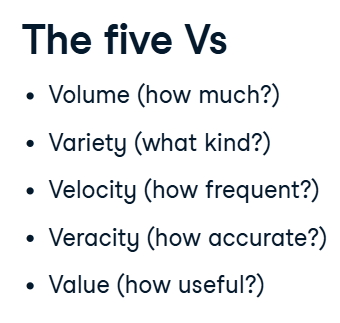 The five Vs
• Volume (how much?)
• Variety (what kind?)
• Velocity (how frequent?)
• Veracity (how accurate?)
• Value (how useful?)